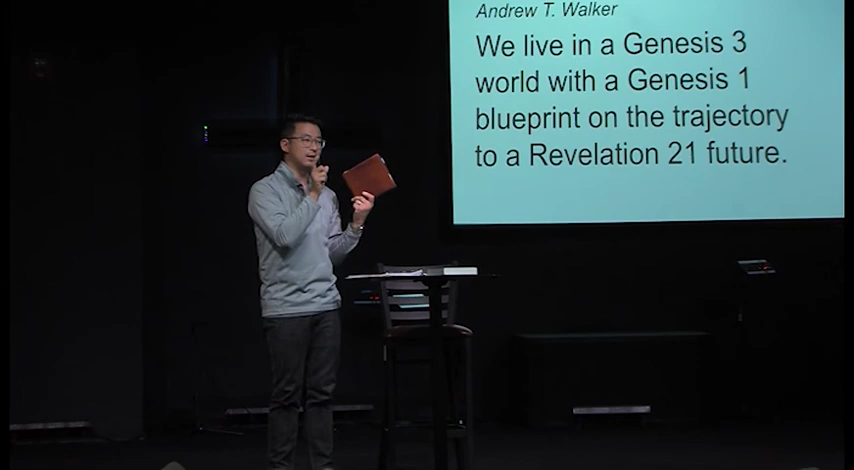 Andrew T. Walker
We live in a Genesis 3
world with a Genesis 1
blueprint on the trajectory
to a Revelation 21 future.